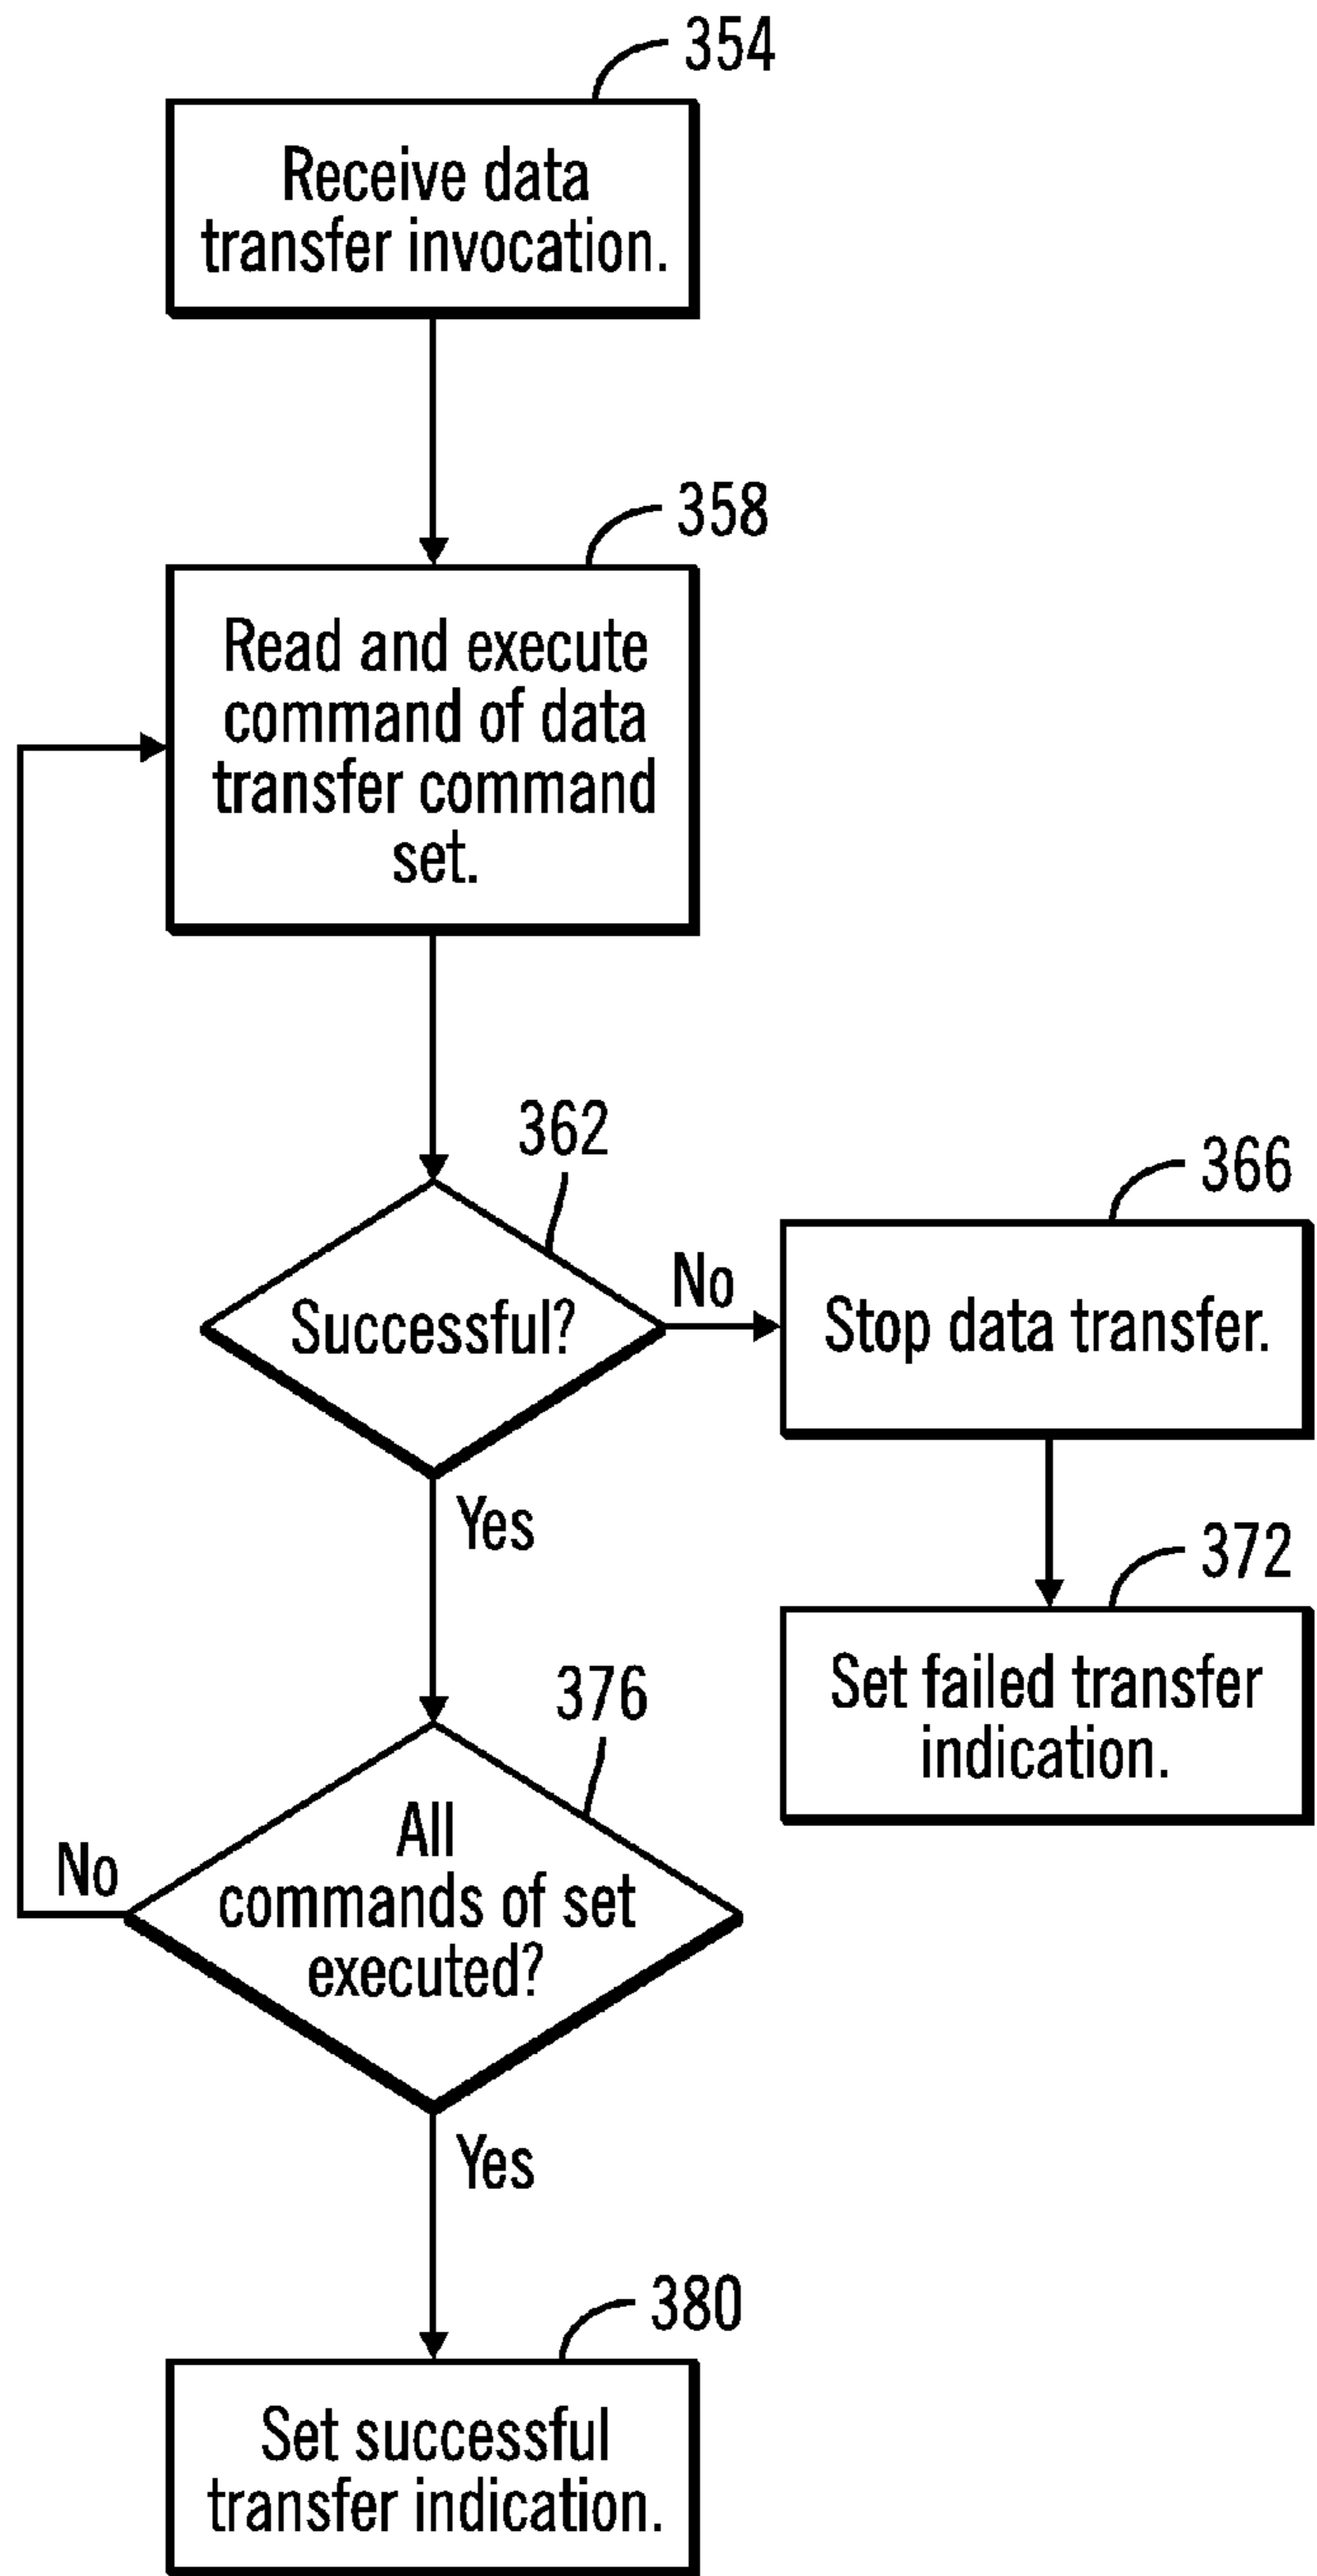 354
Receive data
transfer invocation.
358
Read and execute
command of data
transfer command
set.
362
Successful?
No
366
Stop data transfer.
Yes
372
Set failed transfer
indication.
376
All
commands of set
executed?
No
Yes
380
Set successful
transfer indication.